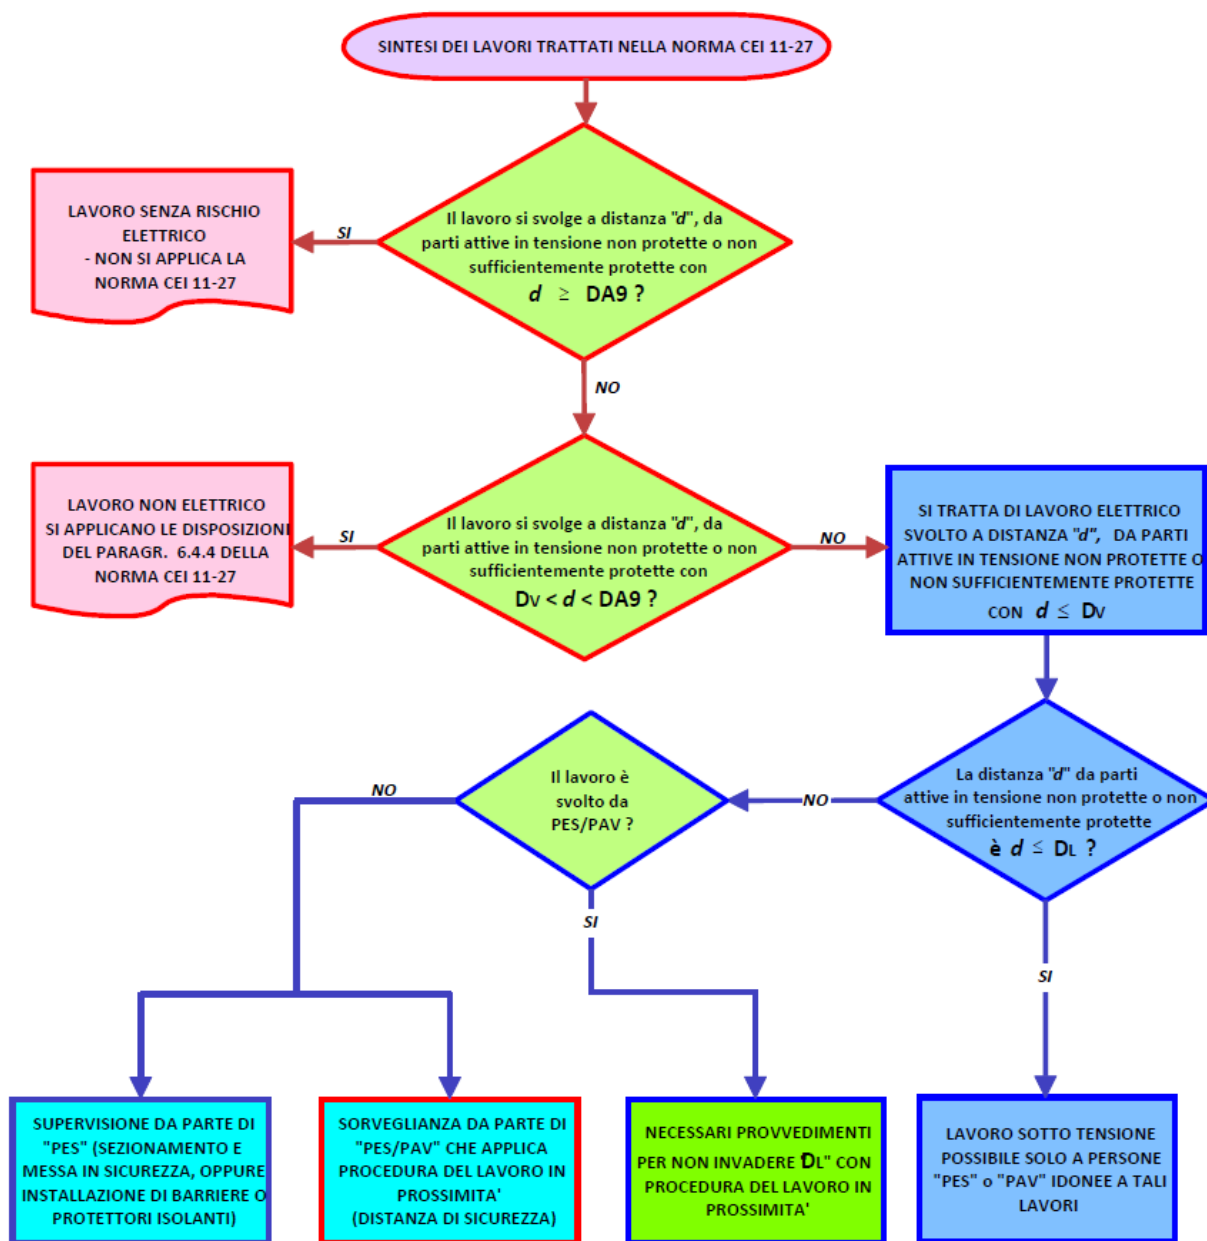 SINTESI DEI LAVORI TRATTATI NELLA NORMA CEI 11-27
Il lavoro si svolge a distanza "d", da
parti attive in tensione non protette o non
sufficientemente protette con
d ≥ DA9 ?
SI
LAVORO SENZA RISCHIO
ELETTRICO
- NON SI APPLICA LA
NORMA CEI 11-27
NO
Il lavoro si svolge a distanza "d", da
parti attive in tensione non protette o non
sufficientemente protette con
Dv < d < DA9 ?
SI
LAVORO NON ELETTRICO
SI APPLICANO LE DISPOSIZIONI
DEL PARAGR. 6.4.4 DELLA
NORMA CEI 11-27
NO
SI TRATTA DI LAVORO ELETTRICO
SVOLTO A DISTANZA "d", DA PARTI
ATTIVE IN TENSIONE NON PROTETTE O
NON SUFFICIENTEMENTE PROTETTE
CON d ≤ Dv
La distanza "d" da parti
attive in tensione non protette o non
sufficientemente protette
è d ≤ DL ?
NO
Il lavoro è
svolto da
PES/PAV ?
NO
SI
SI
SUPERVISIONE DA PARTE DI
"PES" (SEZIONAMENTO E
MESSA IN SICUREZZA, OPPURE
INSTALLAZIONE DI BARRIERE O
PROTETTORI ISOLANTI)
SORVEGLIANZA DA PARTE DI
"PES/PAV" CHE APPLICA
PROCEDURA DEL LAVORO IN
PROSSIMITA'
(DISTANZA DI SICUREZZA)
NECESSARI PROVVEDIMENTI
PER NON INVADERE "DL" CON
PROCEDURA DEL LAVORO IN
PROSSIMITA'
LAVORO SOTTO TENSIONE
POSSIBILE SOLO A PERSONE
"PES" o "PAV" IDONEE A TALI
LAVORI